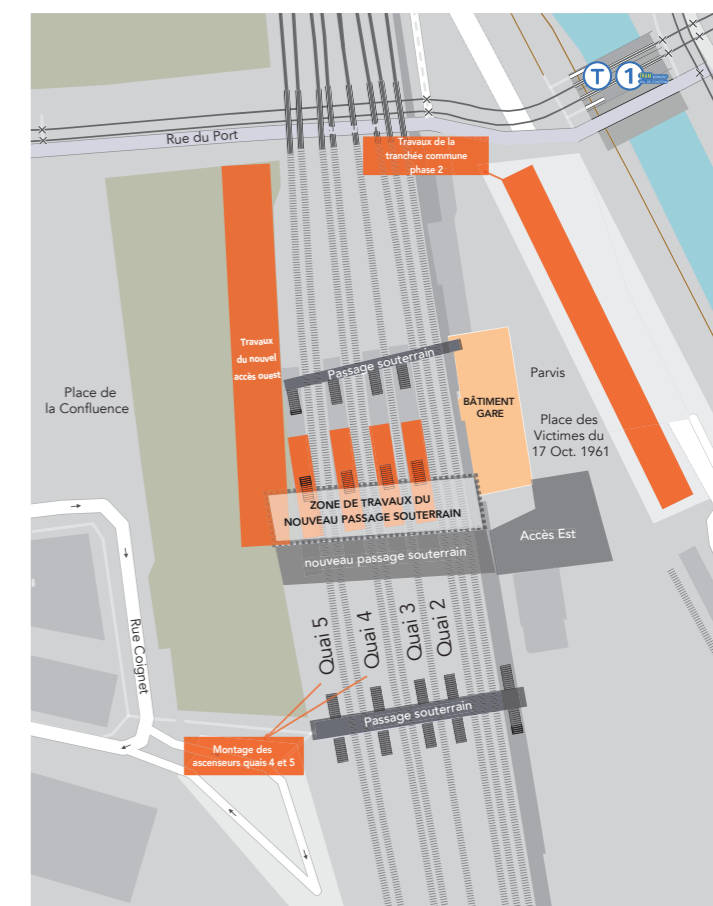 T 1
Rue du Port
Travaux de la
tranchée commune
phase 2
Travaux
du nouvel
accès ouest
Passage souterrain
Place de
la Confluence
BÂTIMENT
GARE
Parvis
Place des
Victimes du
17 Oct. 1961
ZONE DE TRAVAUX DU
NOUVEAU PASSAGE SOUTERRAIN
Accès Est
nouveau passage souterrain
Rue Coignet
Quai 5
Quai 4
Quai 3
Quai 2
Passage souterrain
Montage des
ascenseurs quais 4 et 5